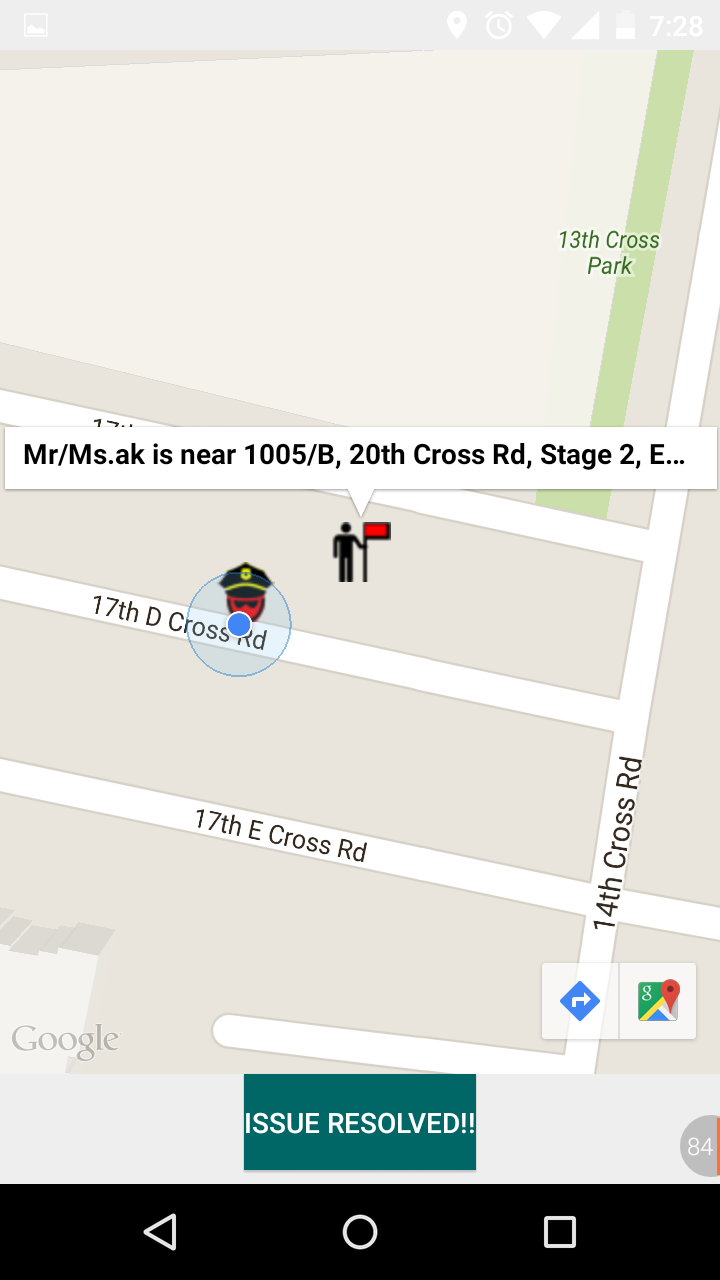 7:28
13th Cross
Park
Mr/Ms.ak is near 1005/B, 20th Cross Rd, Stage 2, E...
17th D Cross Rd
17th E Cross Rd
14th Cross Rd
g
Google
ISSUE RESOLVED!!
84